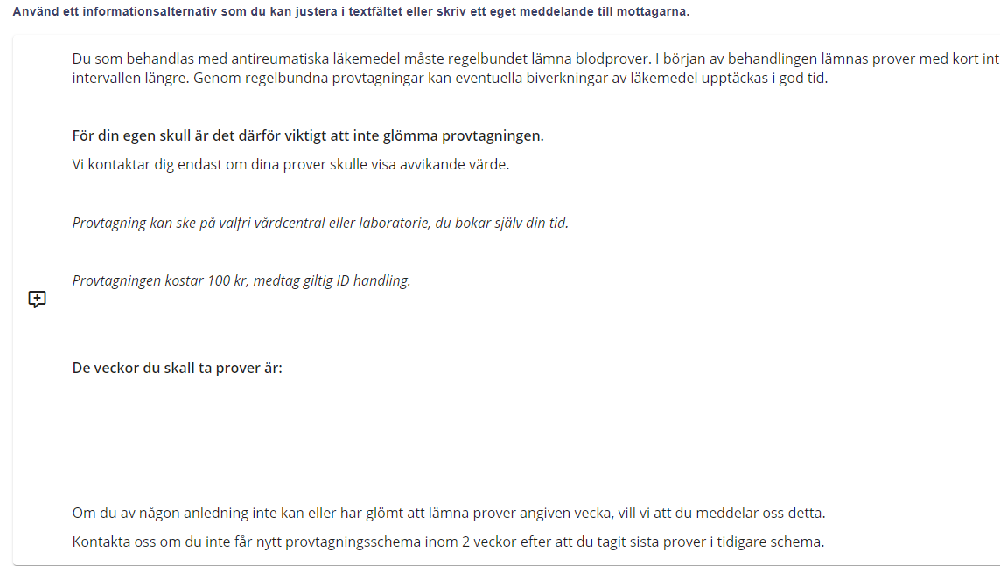 Använd ett informationsalternativ som du kan justera i textfältet eller skriv ett eget meddelande till mottagarna.
Du som behandlas med antireumatiska läkemedel måste regelbundet lämna blodprover. I början av behandlingen lämnas prover med kort
intervallen längre. Genom regelbundna provtagningar kan eventuella biverkningar av läkemedel upptäckas i god tid.
För din egen skull är det därför viktigt att inte glömma provtagningen.
Vi kontaktar dig endast om dina prover skulle visa avvikande värde.
Provtagning kan ske på valfri vårdcentral eller laboratorie, du bokar själv din tid.
Provtagningen kostar 100 kr, medtag giltig ID handling.
De veckor du skall ta prover är:
Om du av någon anledning inte kan eller har glömt att lämna prover angiven vecka, vill vi att du meddelar oss detta.
Kontakta oss om du inte får nytt provtagningsschema inom 2 veckor efter att du tagit sista prover i tidigare schema.